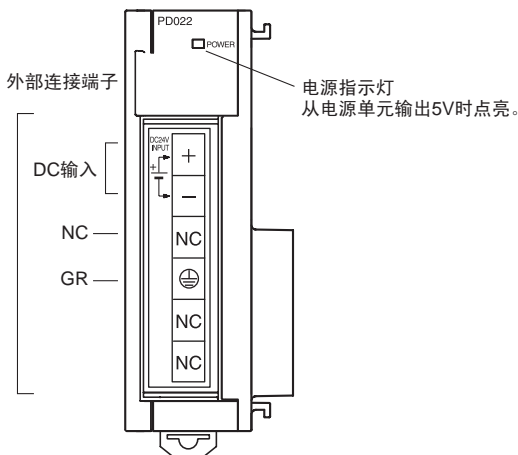 PD022
POWER
外部连接端子
电源指示灯
从电源单元输出5V时点亮。
DC24V
INPUT
+
+
DC输入
−
NC
NC
GR
NC
NC